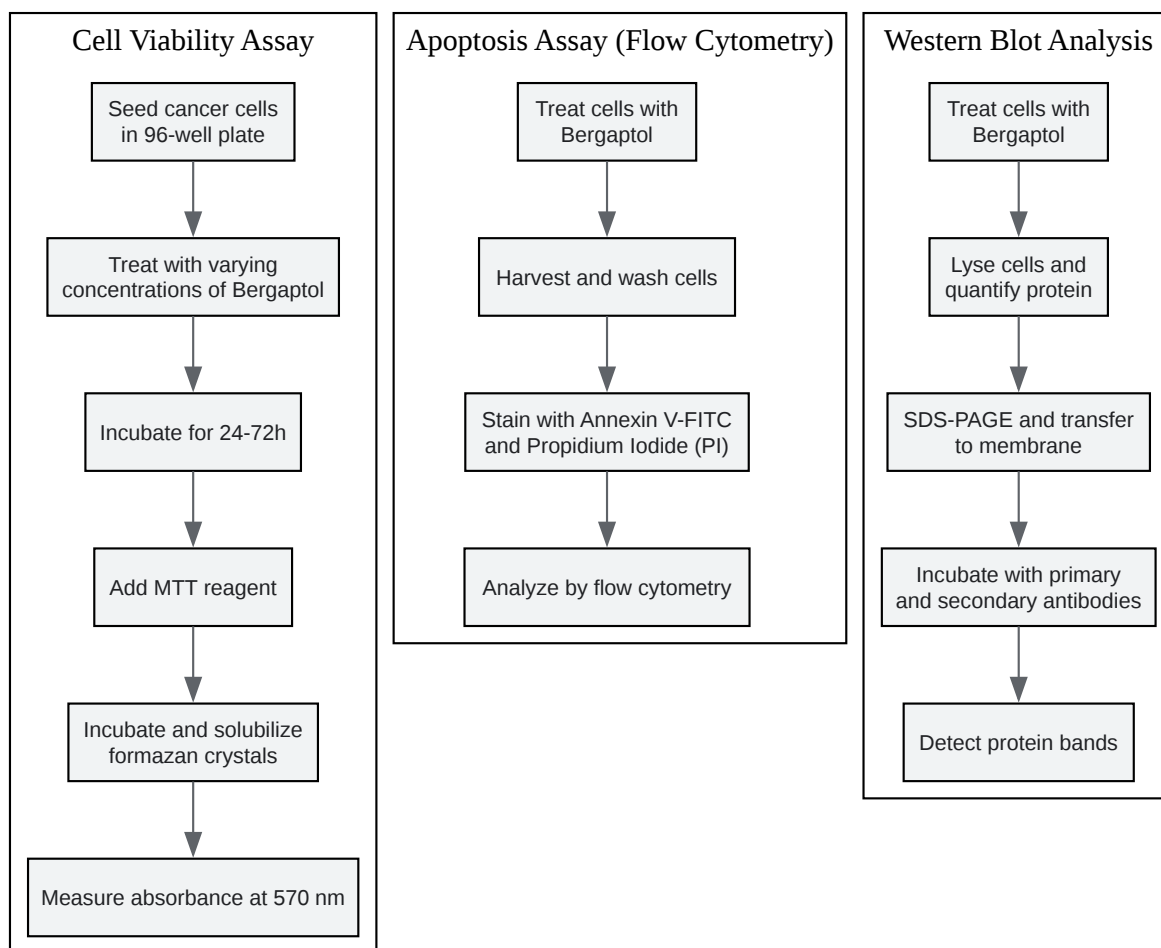 Cell Viability Assay
Seed cancer cells
in 96-well plate
Treat with varying
concentrations of Bergaptol
Incubate for 24-72h
Add MTT reagent
Incubate and solubilize
formazan crystals
Measure absorbance at 570 nm
Apoptosis Assay (Flow Cytometry)
Treat cells with
Bergaptol
Harvest and wash cells
Stain with Annexin V-FITC
and Propidium Iodide (PI)
Analyze by flow cytometry
Western Blot Analysis
Treat cells with
Bergaptol
Lyse cells and
quantify protein
SDS-PAGE and transfer
to membrane
Incubate with primary
and secondary antibodies
Detect protein bands